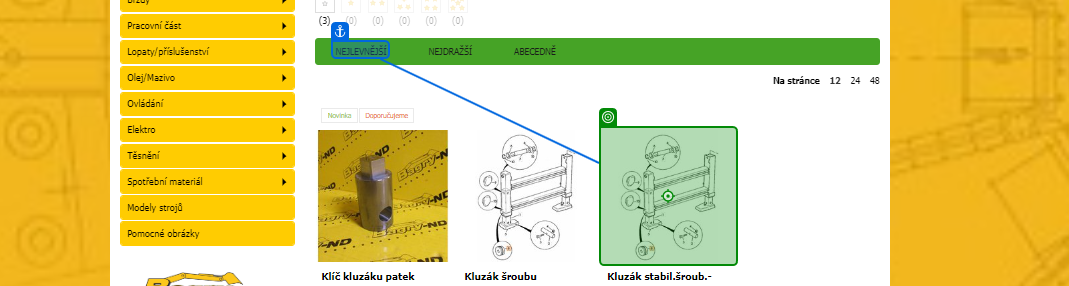 Brzdy
Pracovní část
Lopaty/příslušenství
Olej/Mazivo
Ovládání
Elektro
Těsnění
Spotřební materiál
Modely strojů
Pomocné obrázky
(3) (0) (0) (0) (0) (0)
NEJLEVNĚJŠÍ NEJDRAŽŠÍ ABECEDNĚ
Na stránce 12 24 48
Novinka Doporučujeme
Klíč kluzáku patek
Kluzák šroubu
Kluzák stabil.šroub.-